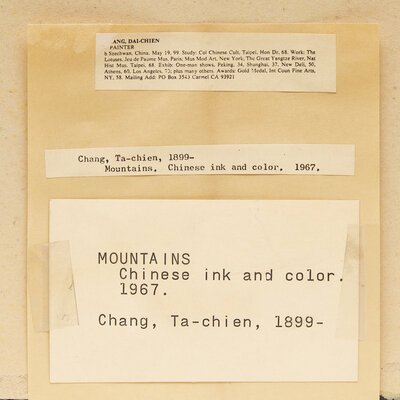 ANG, DAI-CHIEN
PAINTER
b Szechwan, China, May 19, 99. Study: Col Chinese Cult, Taipei, Hon Dr, 68. Work: The
Lotuses, Jeu de Paume Mus, Paris; Mus Mod Art, New York; The Great Yangtze River, Nat
Hist Mus, Taipei, 68. Exhib: One-man shows, Peking, 34, Shanghai, 37, New Delhi, 50,
Athens, 60, Los Angeles, 73; plus many others. Awards: Gold Medal, Int Coun Fine Arts,
NY, 58. Mailing Add: PO Box 3543 Carmel CA 93921
Chang, Ta-chien, 1899-
Mountains. Chinese ink and color. 1967.
MOUNTAINS
Chinese ink and color.
1967.
Chang, Ta-chien, 1899-